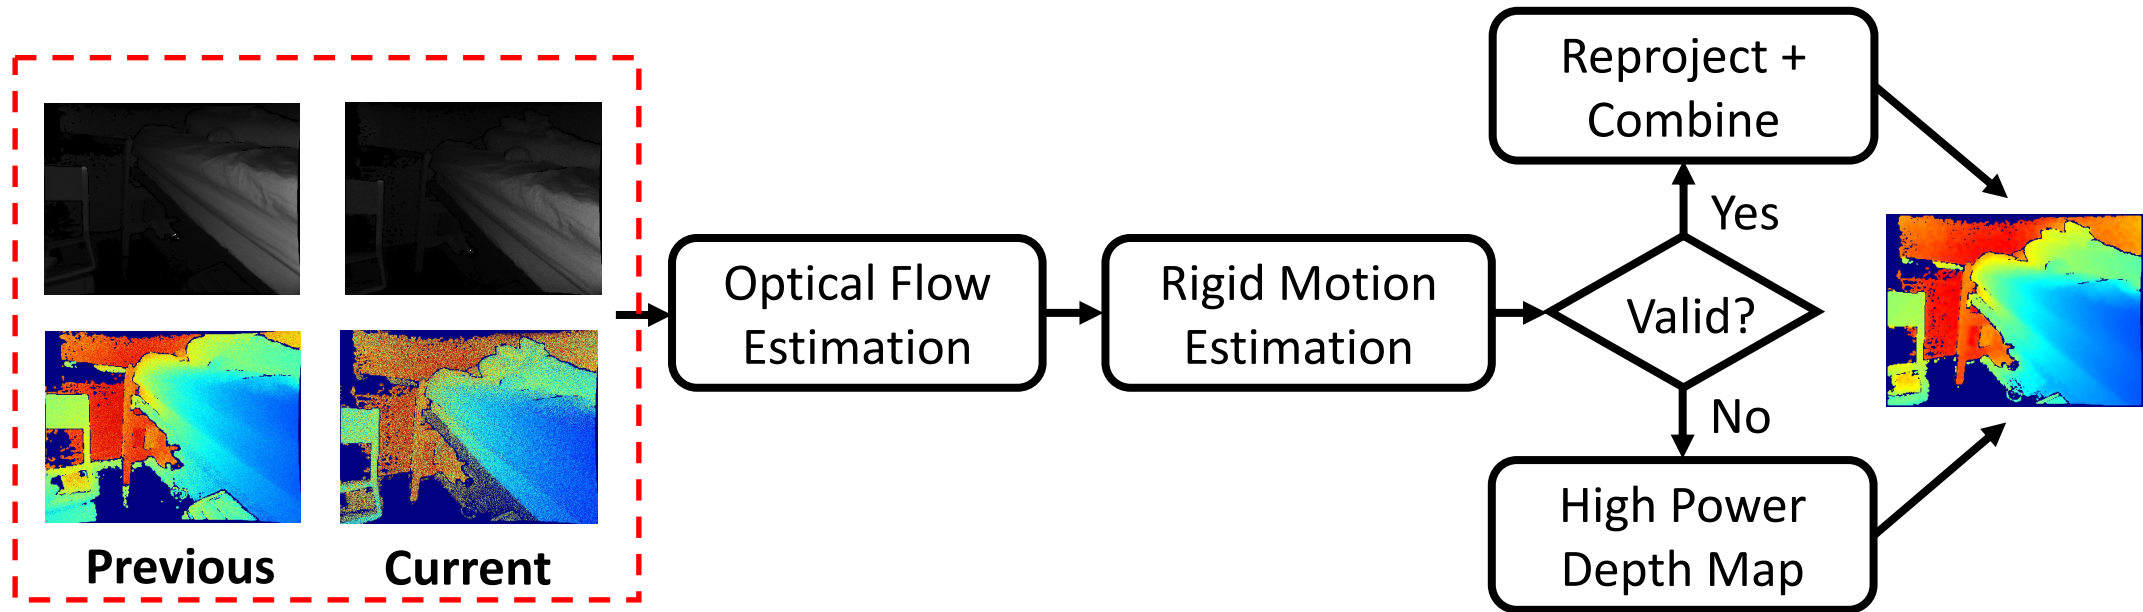 Previous
Current
Optical Flow
Estimation
Rigid Motion
Estimation
Valid?
Yes
No
Reproject +
Combine
High Power
Depth Map